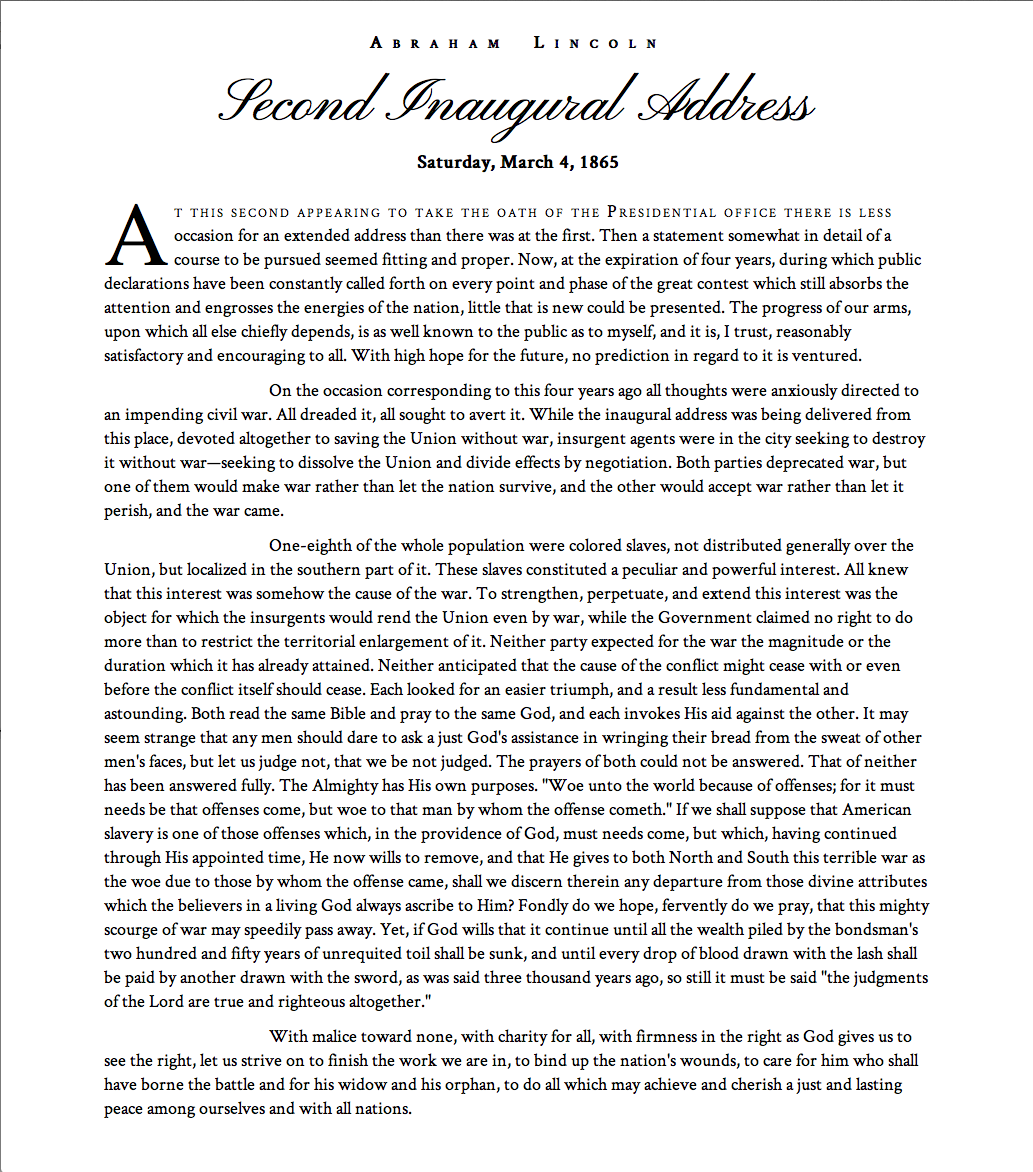 Abraham Lincoln
Second Inaugural Address
Saturday, March 4, 1865
At this second appearing to take the oath of the Presidential office there is less
occasion for an extended address than there was at the first. Then a statement somewhat in detail of a
course to be pursued seemed fitting and proper. Now, at the expiration of four years, during which public
declarations have been constantly called forth on every point and phase of the great contest which still absorbs the
attention and engrosses the energies of the nation, little that is new could be presented. The progress of our arms,
upon which all else chiefly depends, is as well known to the public as to myself, and it is, I trust, reasonably
satisfactory and encouraging to all. With high hope for the future, no prediction in regard to it is ventured.
On the occasion corresponding to this four years ago all thoughts were anxiously directed to
an impending civil war. All dreaded it, all sought to avert it. While the inaugural address was being delivered from
this place, devoted altogether to saving the Union without war, insurgent agents were in the city seeking to destroy
it without war—seeking to dissolve the Union and divide effects by negotiation. Both parties deprecated war, but
one of them would make war rather than let the nation survive, and the other would accept war rather than let it
perish, and the war came.
One-eighth of the whole population were colored slaves, not distributed generally over the
Union, but localized in the southern part of it. These slaves constituted a peculiar and powerful interest. All knew
that this interest was somehow the cause of the war. To strengthen, perpetuate, and extend this interest was the
object for which the insurgents would rend the Union even by war, while the Government claimed no right to do
more than to restrict the territorial enlargement of it. Neither party expected for the war the magnitude or the
duration which it has already attained. Neither anticipated that the cause of the conflict might cease with or even
before the conflict itself should cease. Each looked for an easier triumph, and a result less fundamental and
astounding. Both read the same Bible and pray to the same God, and each invokes His aid against the other. It may
seem strange that any men should dare to ask a just God's assistance in wringing their bread from the sweat of other
men's faces, but let us judge not, that we be not judged. The prayers of both could not be answered. That of neither
has been answered fully. The Almighty has His own purposes. "Woe unto the world because of offenses; for it must
needs be that offenses come, but woe to that man by whom the offense cometh." If we shall suppose that American
slavery is one of those offenses which, in the providence of God, must needs come, but which, having continued
through His appointed time, He now wills to remove, and that He gives to both North and South this terrible war as
the woe due to those by whom the offense came, shall we discern therein any departure from those divine attributes
which the believers in a living God always ascribe to Him? Fondly do we hope, fervently do we pray, that this mighty
scourge of war may speedily pass away. Yet, if God wills that it continue until all the wealth piled by the bondsman's
two hundred and fifty years of unrequited toil shall be sunk, and until every drop of blood drawn with the lash shall
be paid by another drawn with the sword, as was said three thousand years ago, so still it must be said "the judgments
of the Lord are true and righteous altogether."
With malice toward none, with charity for all, with firmness in the right as God gives us to
see the right, let us strive on to finish the work we are in, to bind up the nation's wounds, to care for him who shall
have borne the battle and for his widow and his orphan, to do all which may achieve and cherish a just and lasting
peace among ourselves and with all nations.